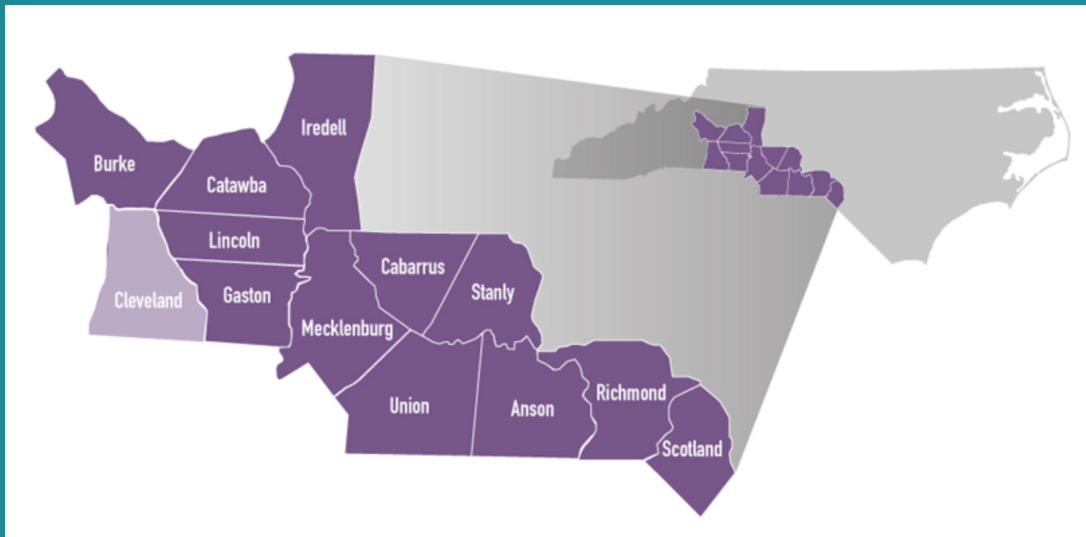 Iredell
Burke
Catawba
Lincoln
Cabarrus
Gaston
Stanly
Cleveland
Mecklenburg
Richmond
Union
Anson
Scotland